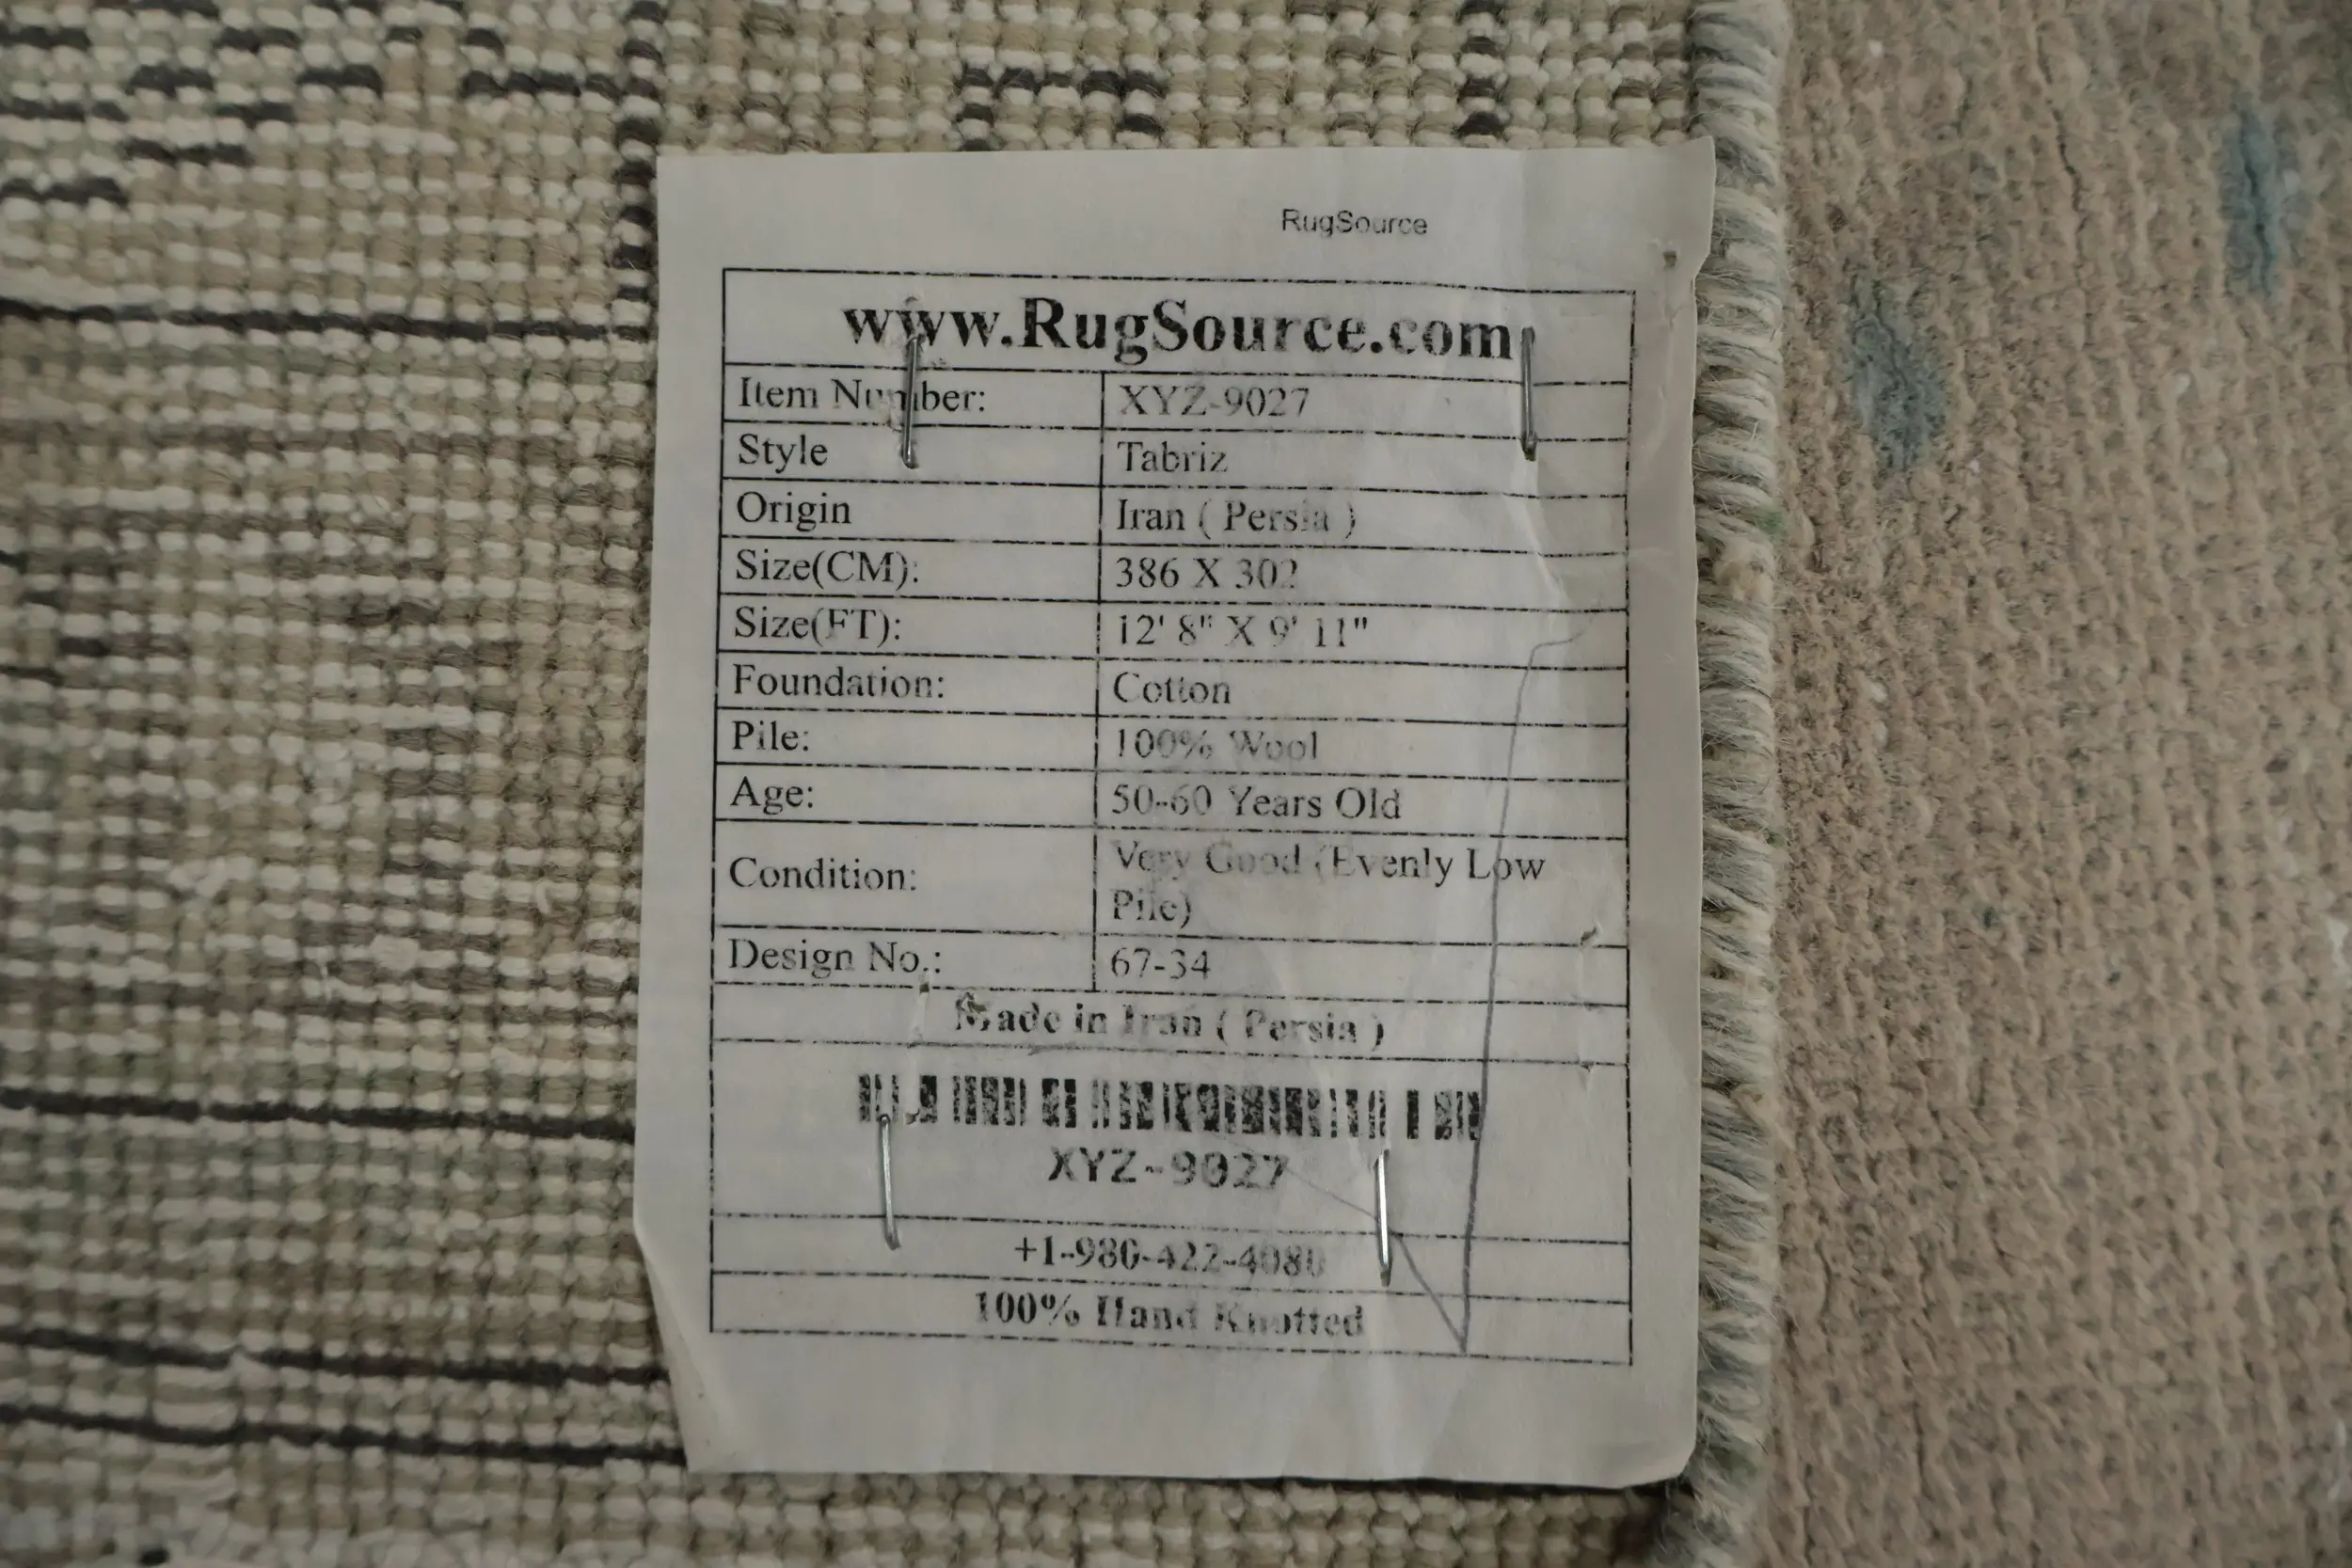 RugSource
www.RugSource.com
Item Number: XYZ-9027
Style Tabriz
Origin Iran ( Persia )
Size(CM): 386 X 302
Size(FT): 12' 8" X 9' 11"
Foundation: Cotton
Pile: 100% Wool
Age: 50-60 Years Old
Condition: Very Good (Evenly Low
Pile)
Design No.: 67-34
Made in Iran ( Persia )
XYZ-9027
+1-980-422-4080
100% Hand Knotted